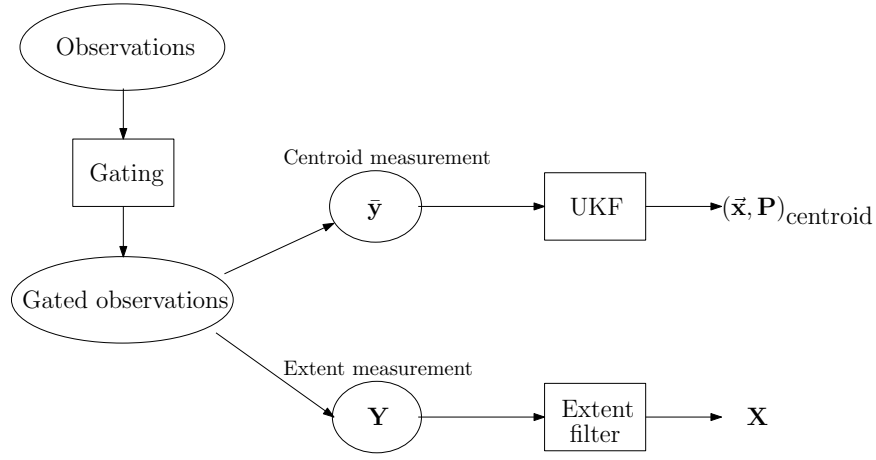 Observations
Gating
Gated observations
Centroid measurement
ȳ
UKF
(x⃗, P)centroid
Extent measurement
Y
Extent
filter
X